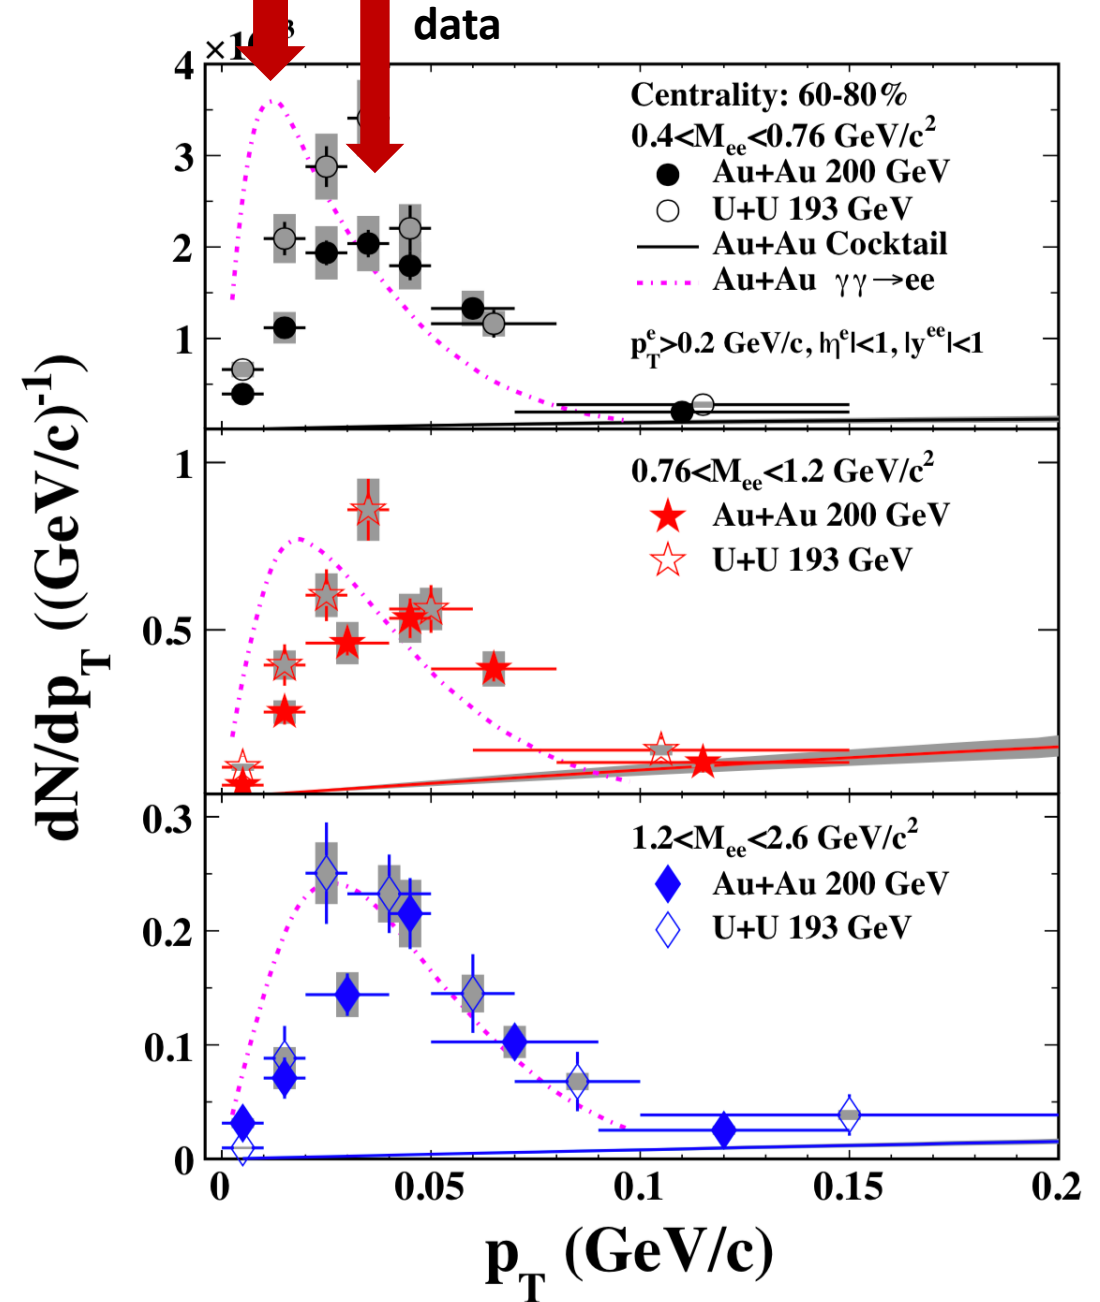 data
×10
3
4
3
2
1
Centrality: 60-80%
0.4<Mee<0.76 GeV/c2
Au+Au 200 GeV
U+U 193 GeV
Au+Au Cocktail
Au+Au γγ→ee
peT>0.2 GeV/c, |ηe|<1, |yee|<1
1
0.5
0.76<Mee<1.2 GeV/c2
Au+Au 200 GeV
U+U 193 GeV
0.3
0.2
0.1
0
1.2<Mee<2.6 GeV/c2
Au+Au 200 GeV
U+U 193 GeV
dN/dpT ((GeV/c)-1)
0 0.05 0.1 0.15 0.2
pT (GeV/c)